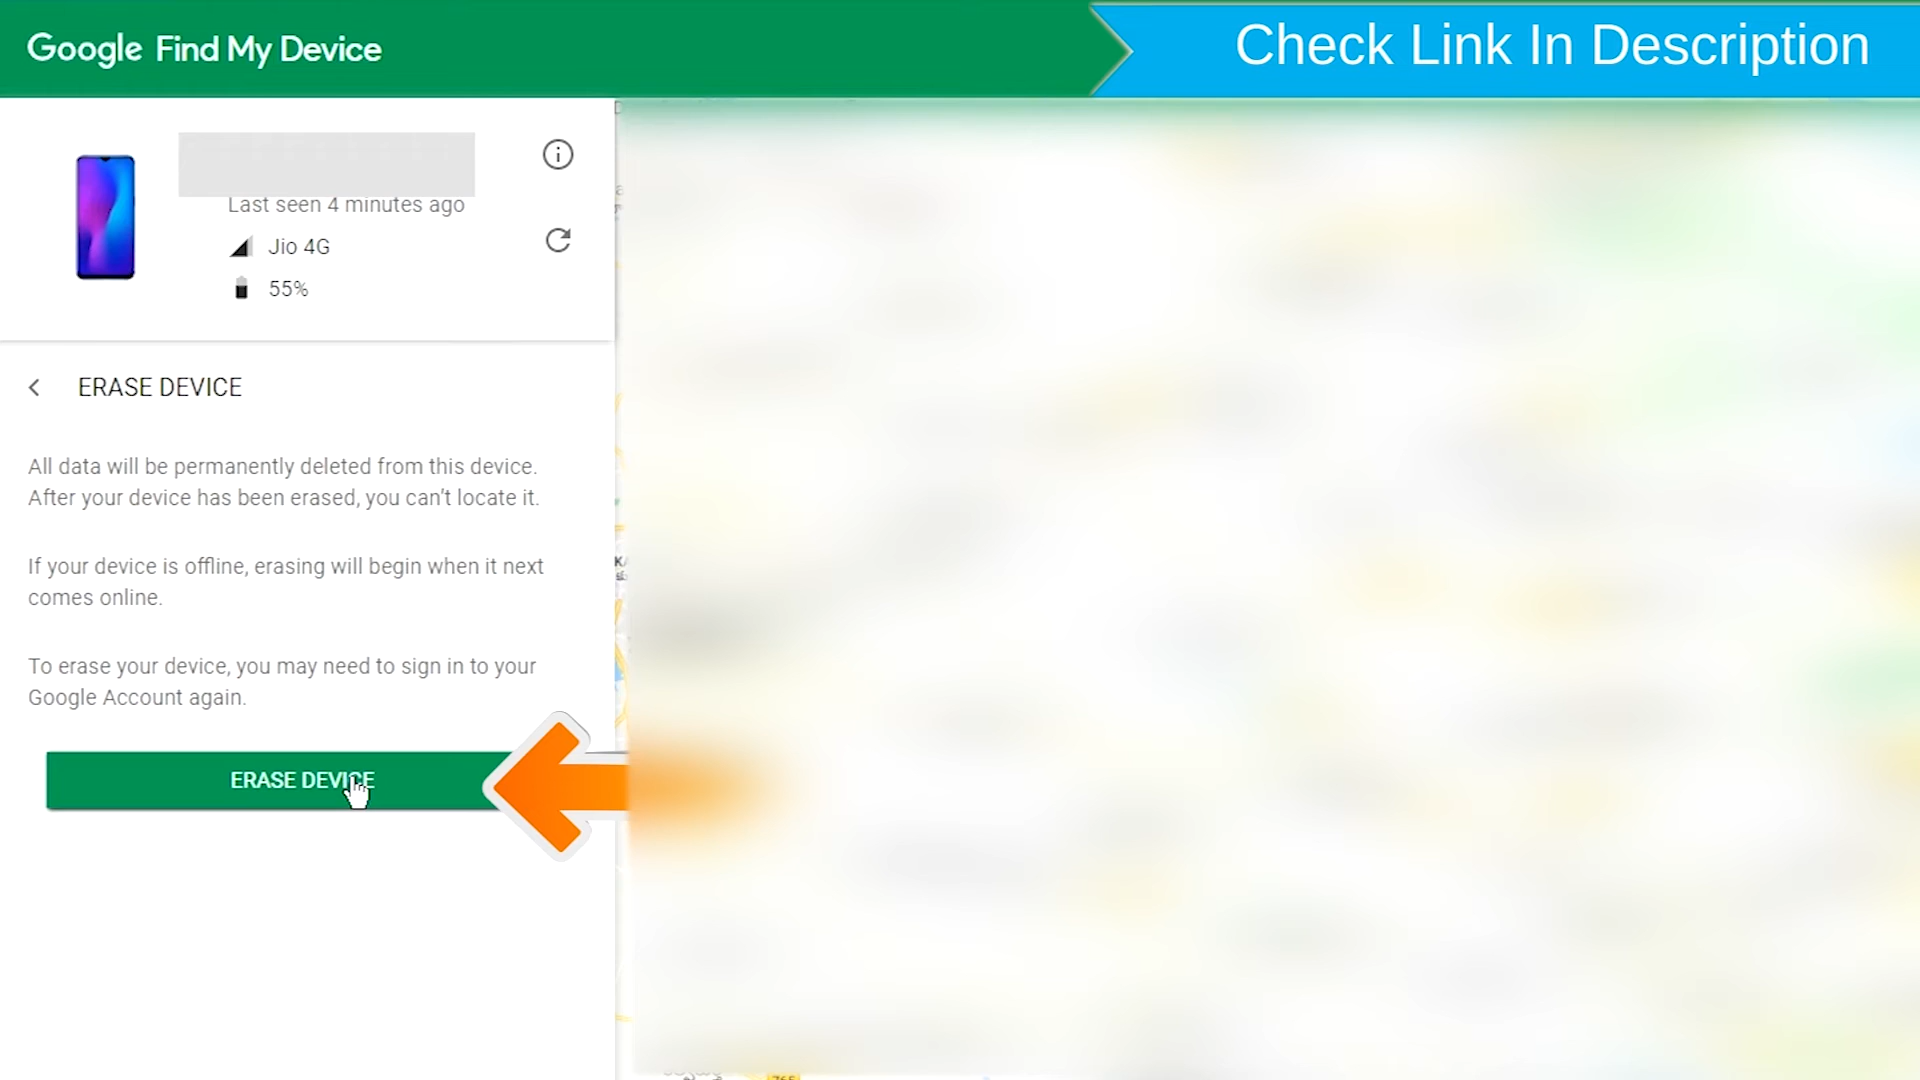 Google Find My Device
Check Link In Description
Last seen 4 minutes ago
Jio 4G
55%
ERASE DEVICE
All data will be permanently deleted from this device.
After your device has been erased, you can't locate it.
If your device is offline, erasing will begin when it next
comes online.
To erase your device, you may need to sign in to your
Google Account again.
ERASE DEVICE